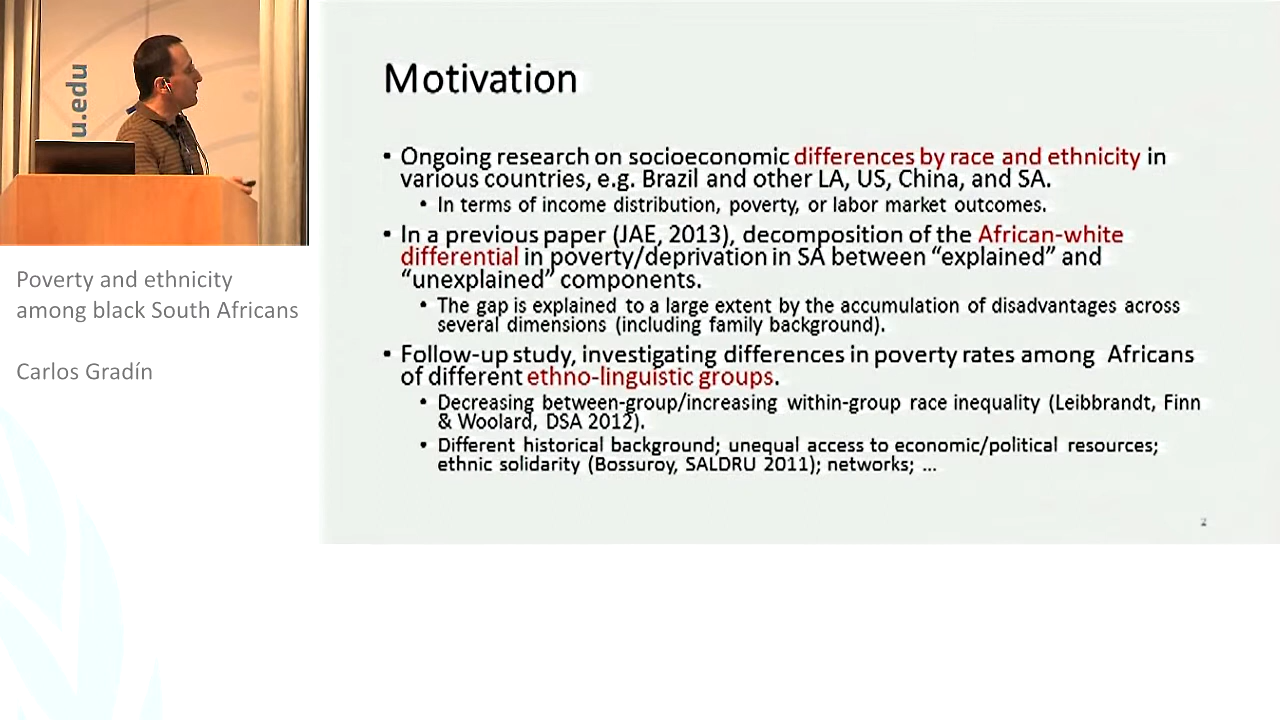 u.edu
Poverty and ethnicity
among black South Africans
Carlos Gradín
Motivation
• Ongoing research on socioeconomic differences by race and ethnicity in
various countries, e.g. Brazil and other LA, US, China, and SA.
• In terms of income distribution, poverty, or labor market outcomes.
• In a previous paper (JAE, 2013), decomposition of the African-white
differential in poverty/deprivation in SA between “explained” and
“unexplained” components.
• The gap is explained to a large extent by the accumulation of disadvantages across
several dimensions (including family background).
• Follow-up study, investigating differences in poverty rates among Africans
of different ethno-linguistic groups.
• Decreasing between-group/increasing within-group race inequality (Leibbrandt, Finn
& Woolard, DSA 2012).
• Different historical background; unequal access to economic/political resources;
ethnic solidarity (Bossuroy, SALDRU 2011); networks; ...
2